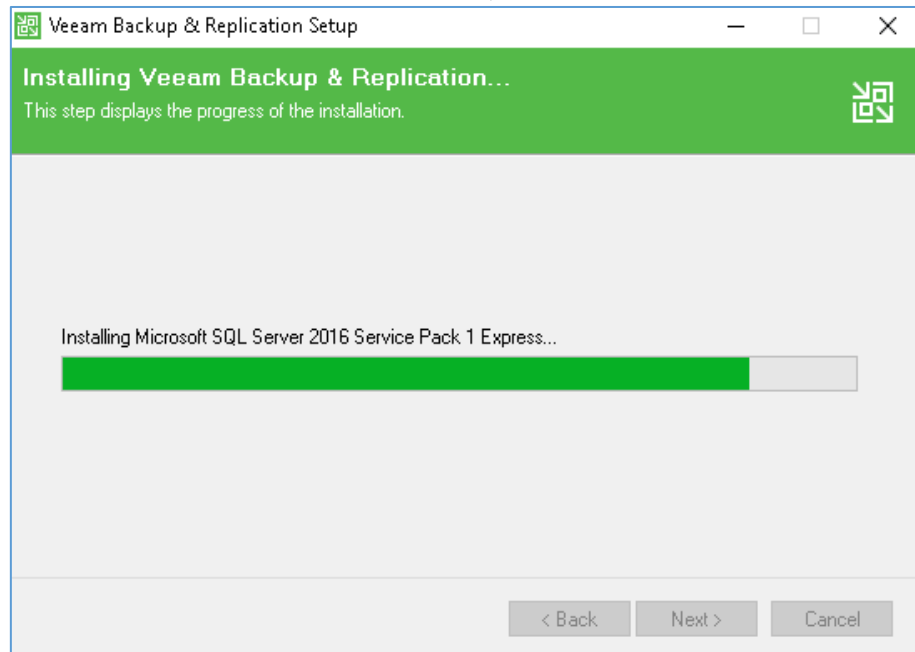 Veeam Backup & Replication Setup
Installing Veeam Backup & Replication...
This step displays the progress of the installation.
Installing Microsoft SQL Server 2016 Service Pack 1 Express...
< Back Next > Cancel